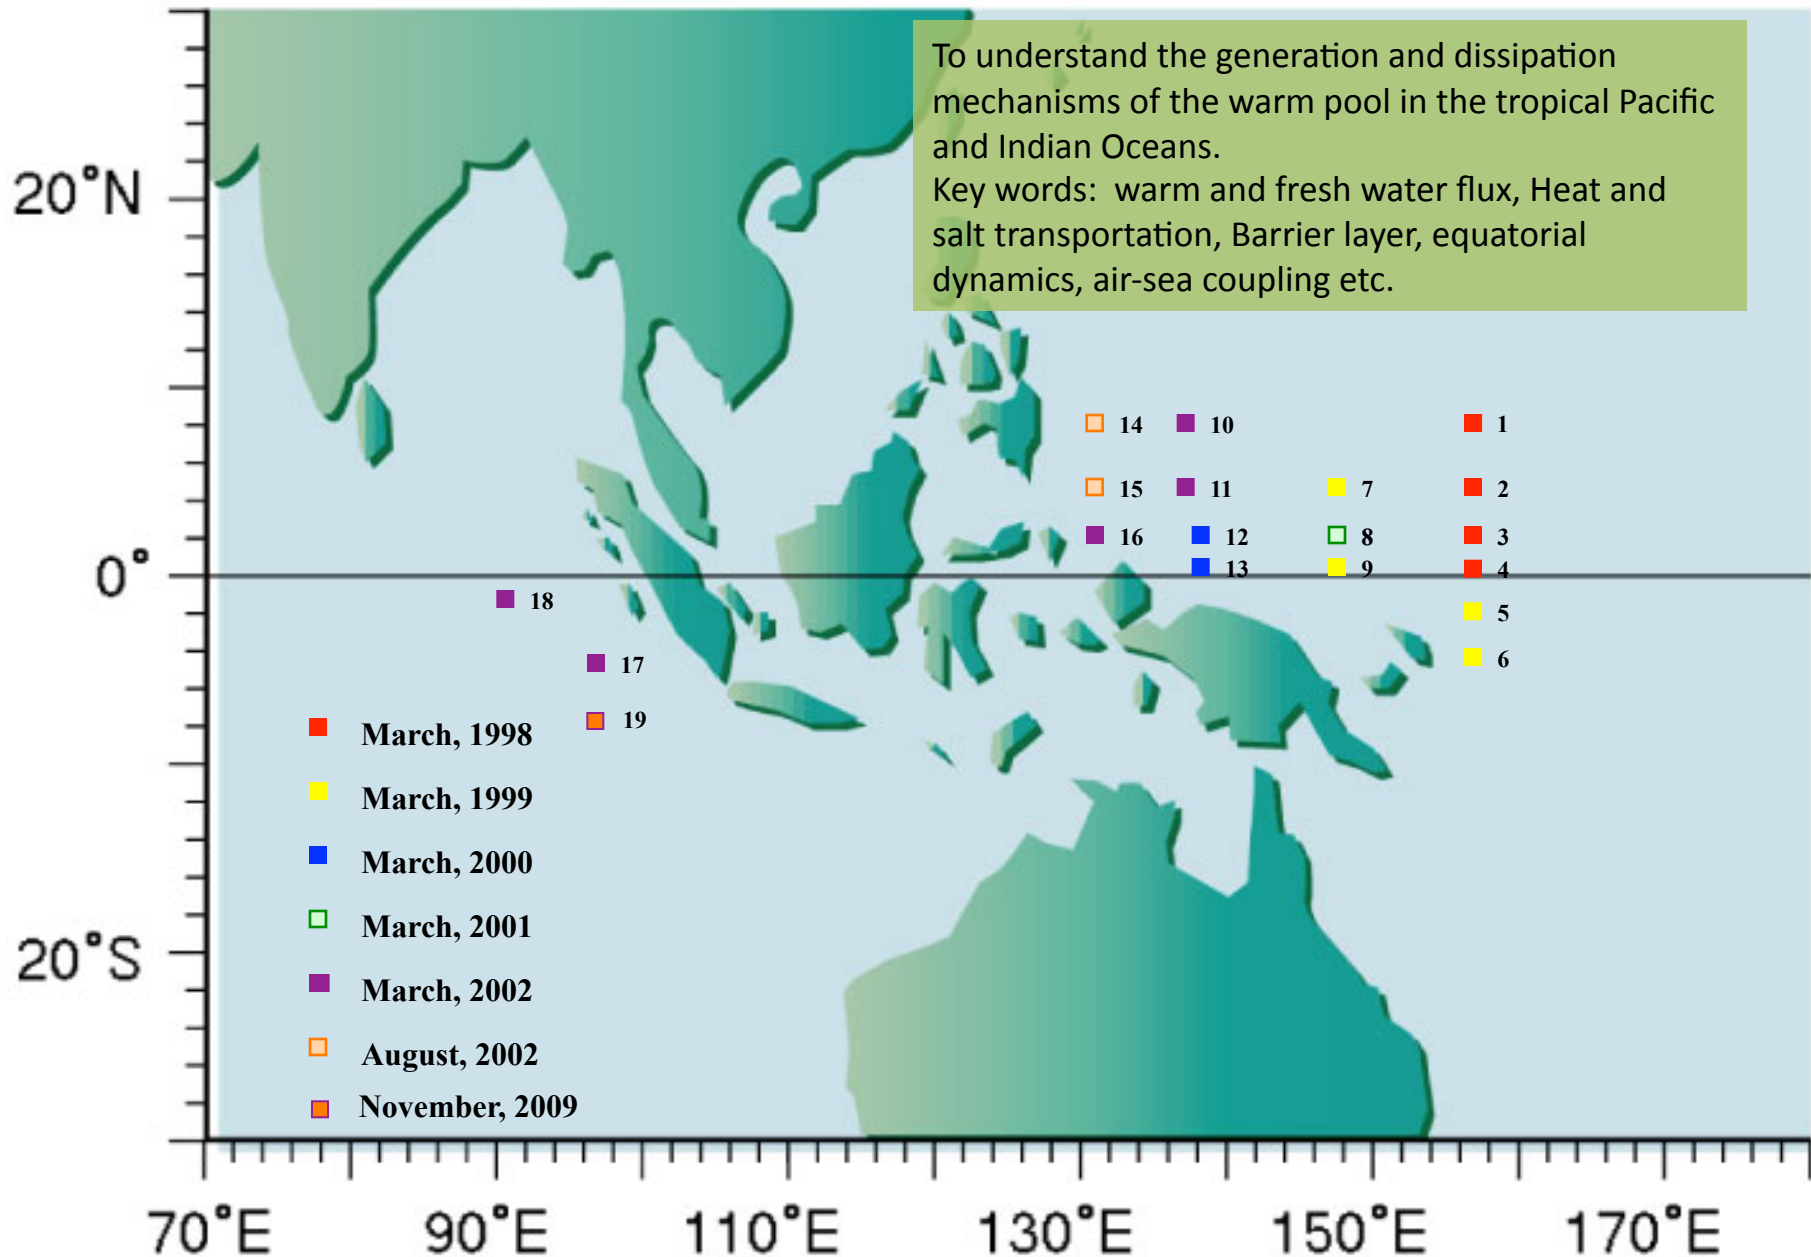 To understand the generation and dissipation
mechanisms of the warm pool in the tropical Pacific
and Indian Oceans.
Key words:  warm and fresh water flux, Heat and
salt transportation, Barrier layer, equatorial
dynamics, air-sea coupling etc.
20°N
0°
20°S
14
10
1
15
11
7
2
16
12
8
3
13
9
4
18
5
17
6
19
March, 1998
March, 1999
March, 2000
March, 2001
March, 2002
August, 2002
November, 2009
70°E
90°E
110°E
130°E
150°E
170°E